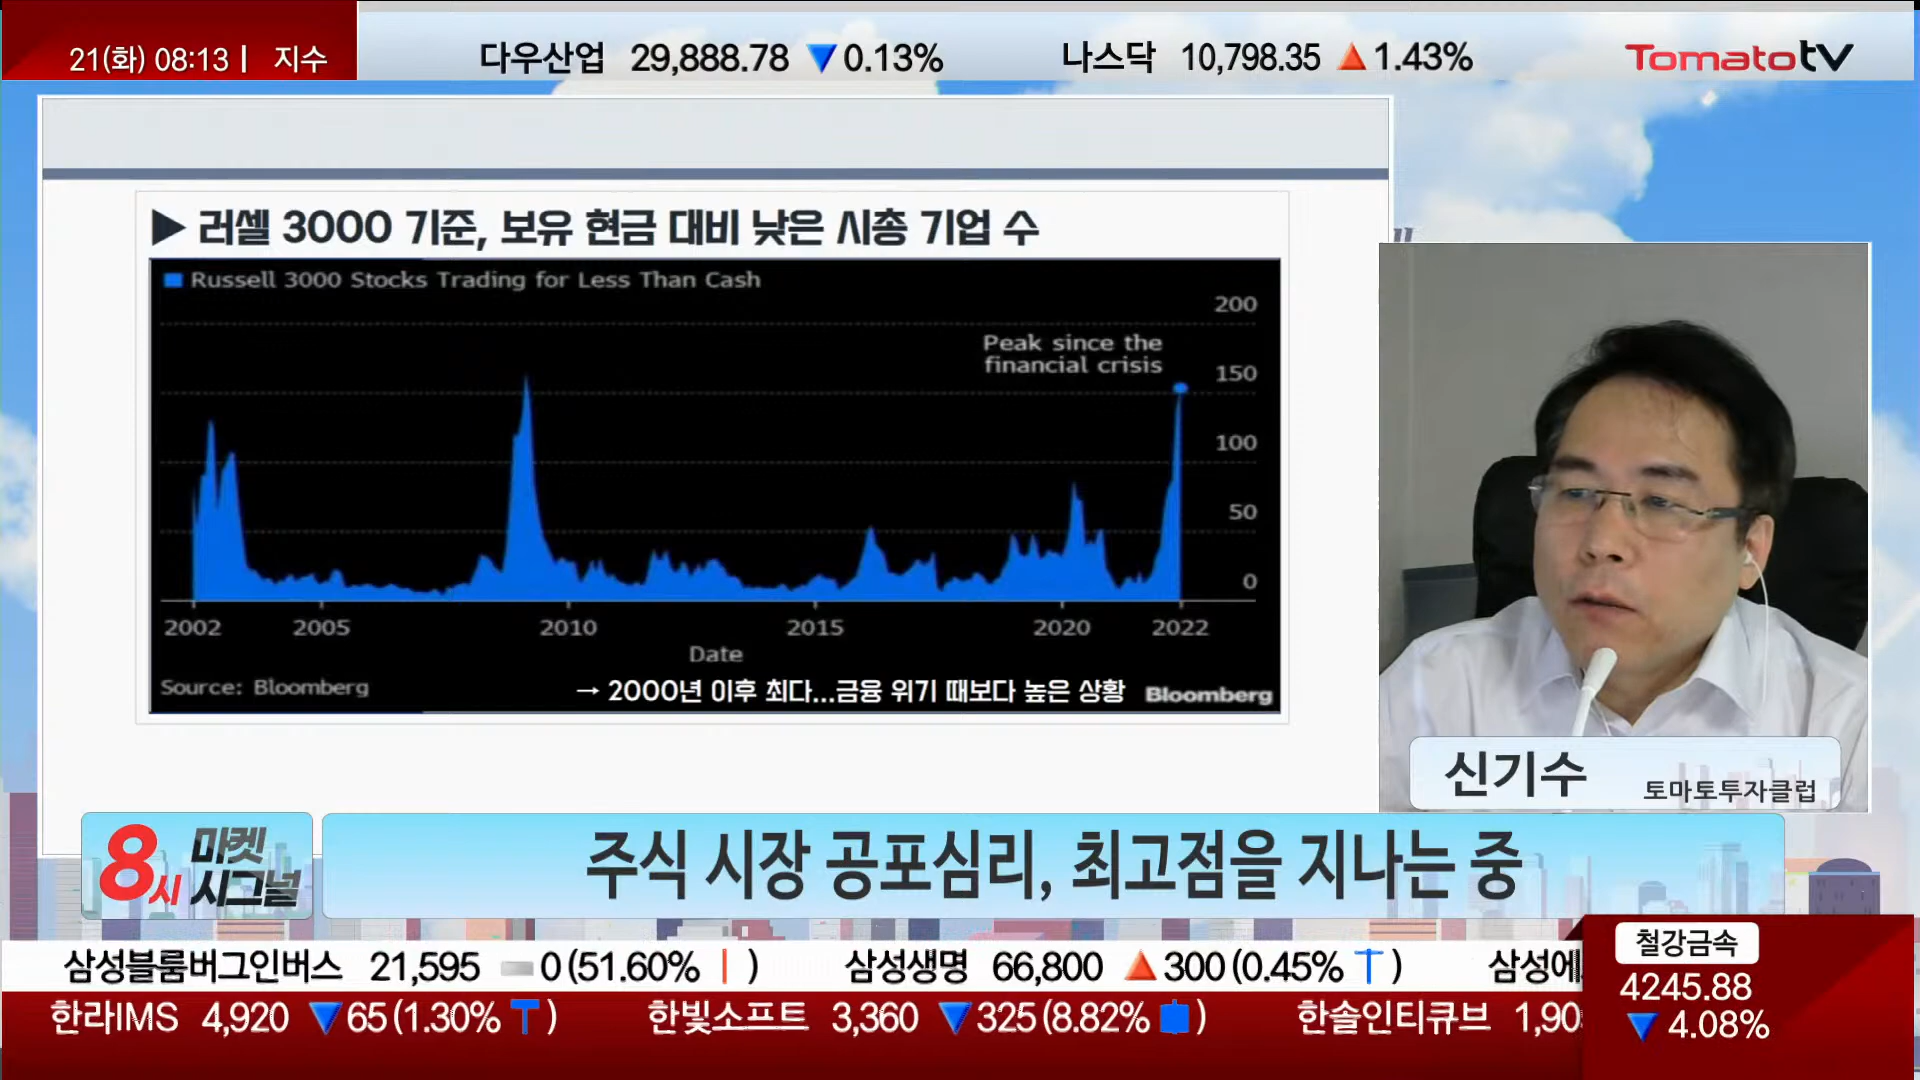 21(화) 08:13 | 지수
다우산업 29,888.78 ▼0.13%
나스닥 10,798.35 ▲1.43%
Tomatotv
▶ 러셀 3000 기준, 보유 현금 대비 낮은 시총 기업 수
Russell 3000 Stocks Trading for Less Than Cash
200
Peak since the
financial crisis
150
100
50
0
2002 2005 2010 2015 2020 2022
Date
Source: Bloomberg
→ 2000년 이후 최다...금융 위기 때보다 높은 상황
Bloomberg
신기수 토마토투자클럽
8시 마켓
시그널
주식 시장 공포심리, 최고점을 지나는 중
삼성블룸버그인버스 21,595 0(51.60% ) 삼성생명 66,800 ▲300(0.45% )
한라IMS 4,920 ▼65(1.30% ) 한빛소프트 3,360 ▼325(8.82% ) 한솔인티큐브
철강금속
4245.88
▼ 4.08%